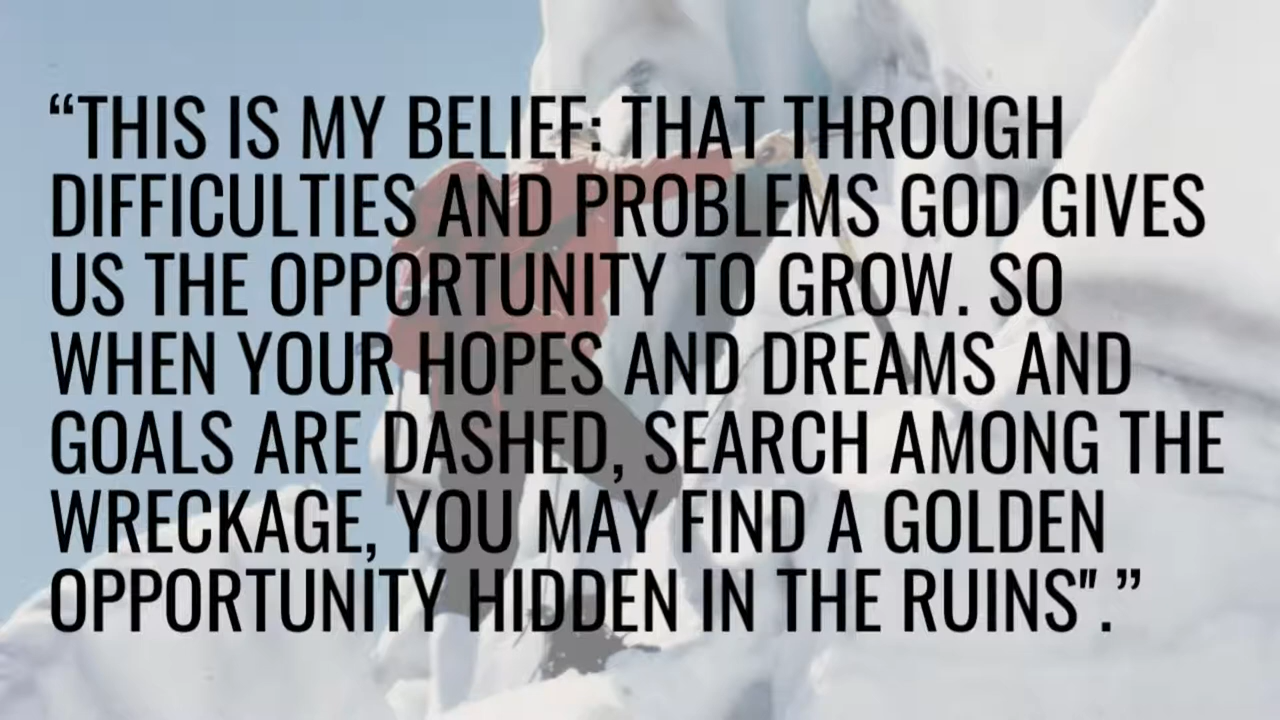 “THIS IS MY BELIEF: THAT THROUGH
DIFFICULTIES AND PROBLEMS GOD GIVES
US THE OPPORTUNITY TO GROW. SO
WHEN YOUR HOPES AND DREAMS AND
GOALS ARE DASHED, SEARCH AMONG THE
WRECKAGE, YOU MAY FIND A GOLDEN
OPPORTUNITY HIDDEN IN THE RUINS" .”